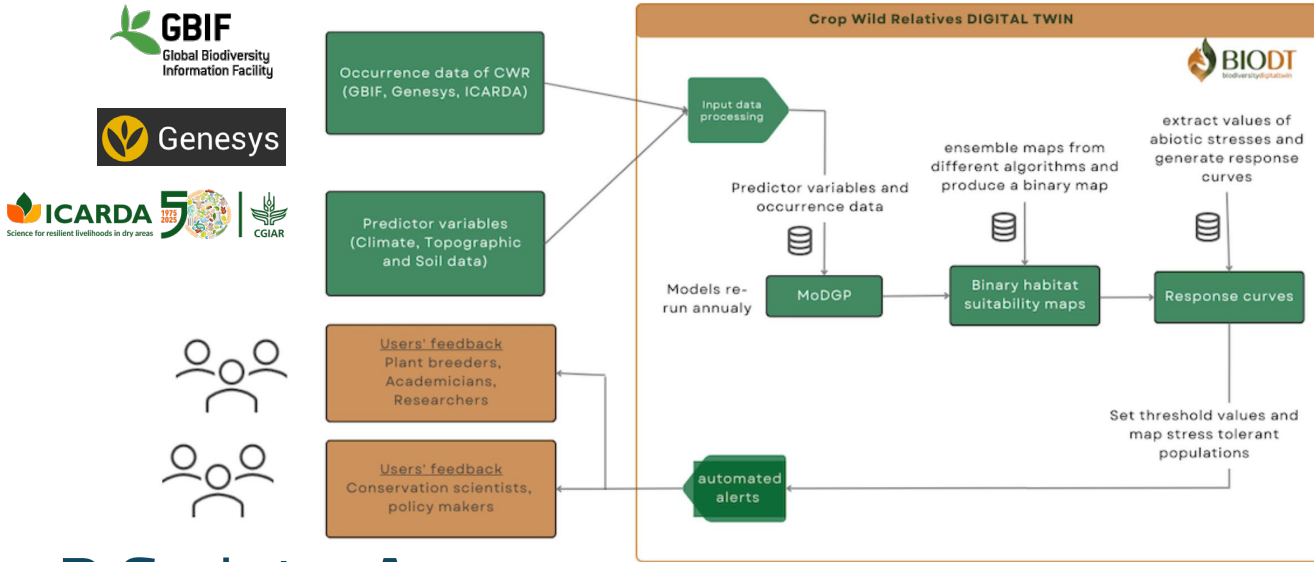 GBIF
Global Biodiversity
Information Facility
Genesys
ICARDA
Science for resilient livelihoods in dry areas
1975
2025
50
CGIAR
Occurrence data of CWR
(GBIF, Genesys, ICARDA)
Predictor variables
(Climate, Topographic
and Soil data)
Users' feedback
Plant breeders,
Academicians,
Researchers
Users' feedback
Conservation scientists,
policy makers
Crop Wild Relatives DIGITAL TWIN
BIODT
biodiversitydigitaltwin
Input data
processing
Predictor variables and
occurrence data
ensemble maps from
different algorithms and
produce a binary map
extract values of
abiotic stresses and
generate response
curves
Models re-
run annualy
MoDGP
Binary habitat
suitability maps
Response curves
Set threshold values and
map stress tolerant
populations
automated
alerts